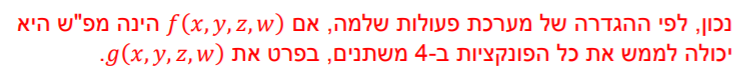 נכון, לפי ההגדרה של מערכת פעולות שלמה, אם f(x, y, z, w) הינה מפ"ש היא
יכולה לממש את כל הפונקציות ב-4 משתנים, בפרט את g(x, y, z, w).